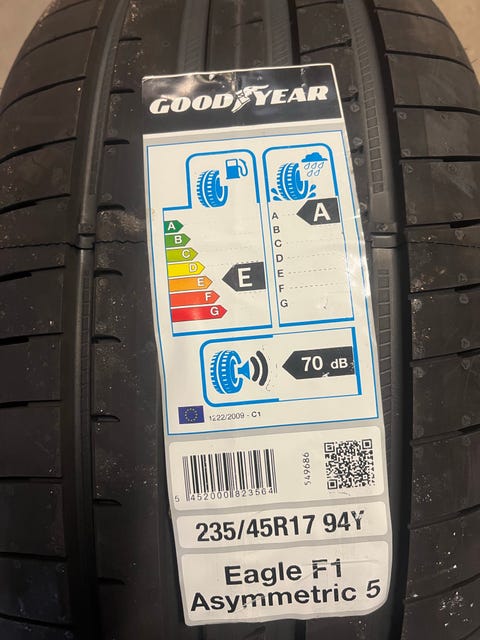 GOODYEAR
A
B
C
D
E
F
G
E
A
B
C
D
E
F
G
A
70 dB
1222/2009 - C1
549686
5 452000 823564
235/45R17 94Y
Eagle F1
Asymmetric 5